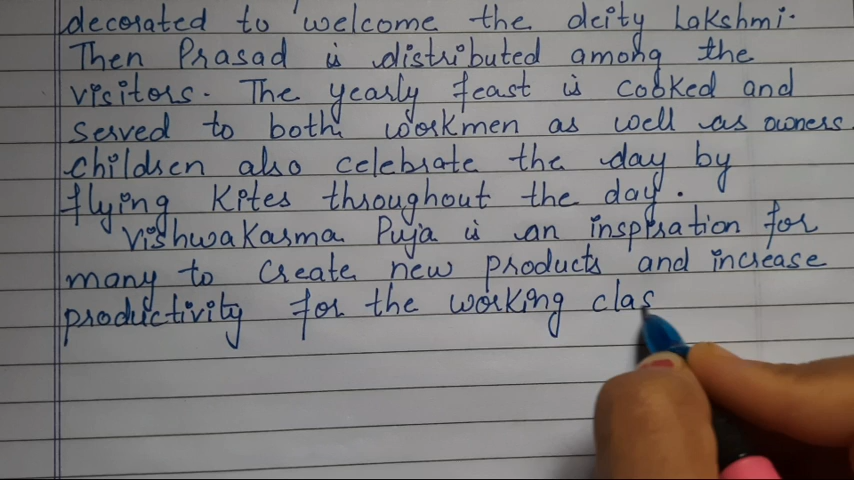 decorated to welcome the deity Lakshmi.
Then Prasad is distributed among the
visitors. The yearly feast is cooked and
served to both workmen as well as owners.
children also celebrate the day by
flying Kites throughout the day.
Vishwakarma Puja is an inspiration for
many to create new products and increase
productivity for the working clas